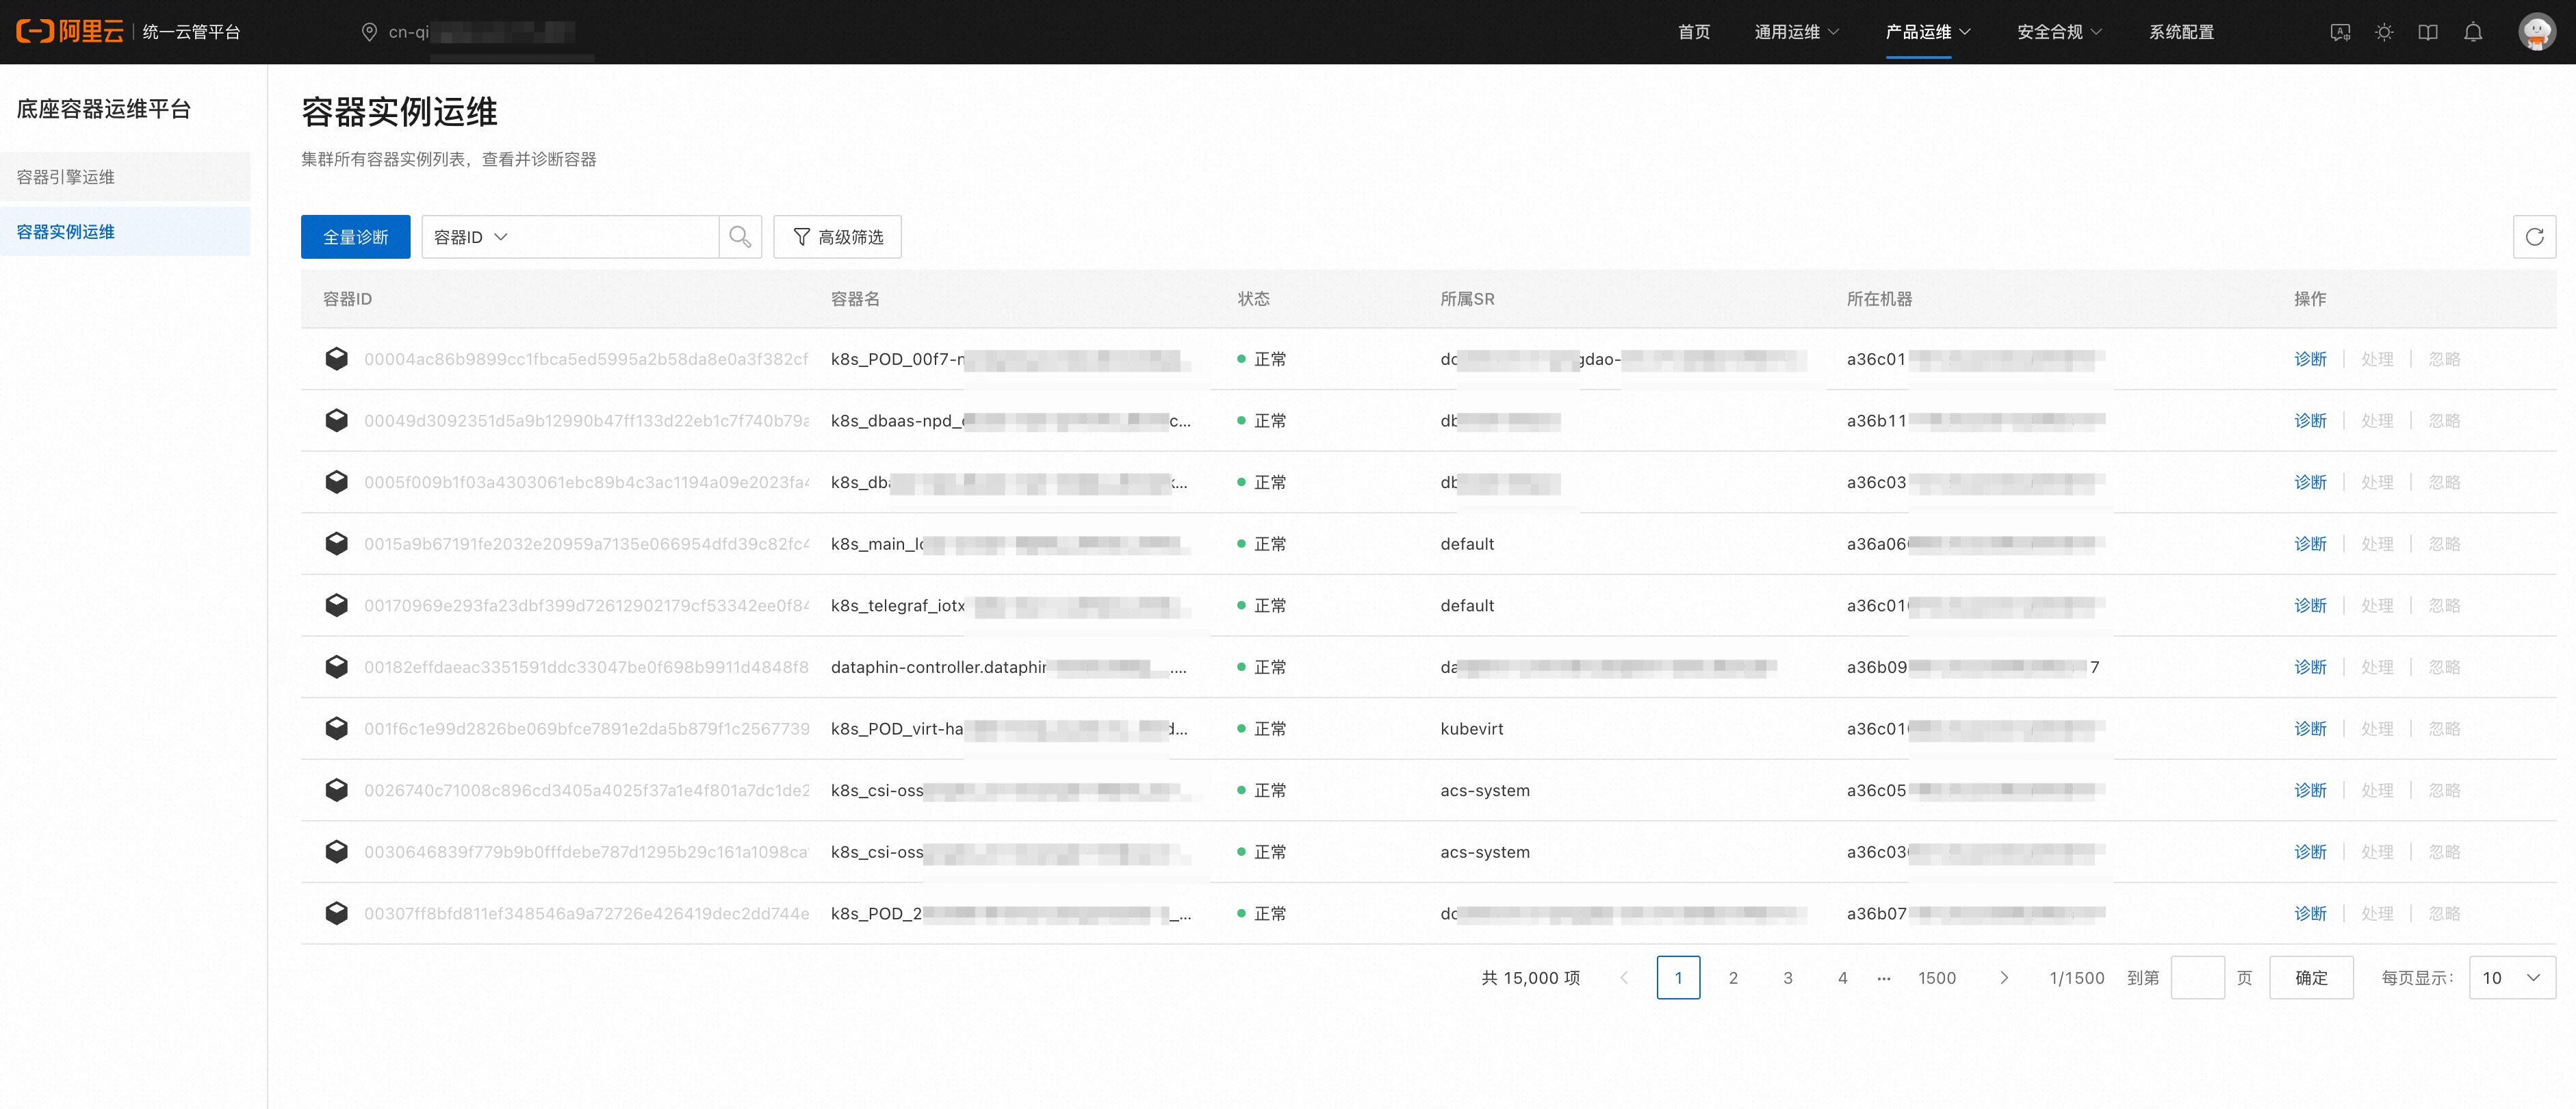 阿里云 统一云管平台 cn-qi 首页 通用运维 产品运维 安全合规 系统配置
底座容器运维平台
容器引擎运维
容器实例运维
容器实例运维
集群所有容器实例列表，查看并诊断容器
全量诊断 容器ID 高级筛选
容器ID 容器名 状态 所属SR 所在机器 操作
00004ac86b9899cc1fbca5ed5995a2b58da8e0a3f382cf k8s_POD_00f7-n 正常 dc gdao- a36c01 诊断 处理 忽略
00049d3092351d5a9b12990b47ff133d22eb1c7f740b79a k8s_dbaas-npd_ c... 正常 db a36b11 诊断 处理 忽略
0005f009b1f03a4303061ebc89b4c3ac1194a09e2023fa4 k8s_dba ... 正常 db a36c03 诊断 处理 忽略
0015a9b67191fe2032e20959a7135e066954dfd39c82fc4 k8s_main_l 正常 default a36a06 诊断 处理 忽略
00170969e293fa23dbf399d72612902179cf53342ee0f84 k8s_telegraf_iotx 正常 default a36c01 诊断 处理 忽略
00182effdaeac3351591ddc33047be0f698b9911d4848f8 dataphin-controller.dataphin .... 正常 da a36b09 7 诊断 处理 忽略
001f6c1e99d2826be069bfce7891e2da5b879f1c2567739 k8s_POD_virt-ha d... 正常 kubevirt a36c01 诊断 处理 忽略
0026740c71008c896cd3405a4025f37a1e4f801a7dc1de2 k8s_csi-oss 正常 acs-system a36c05 诊断 处理 忽略
0030646839f779b9b0fffdebe787d1295b29c161a1098ca k8s_csi-oss 正常 acs-system a36c03 诊断 处理 忽略
00307ff8bfd811ef348546a9a72726e426419dec2dd744e k8s_POD_2 _... 正常 dc a36b07 诊断 处理 忽略
共 15,000 项 1 2 3 4 ... 1500 1/1500 到第 页 确定 每页显示: 10